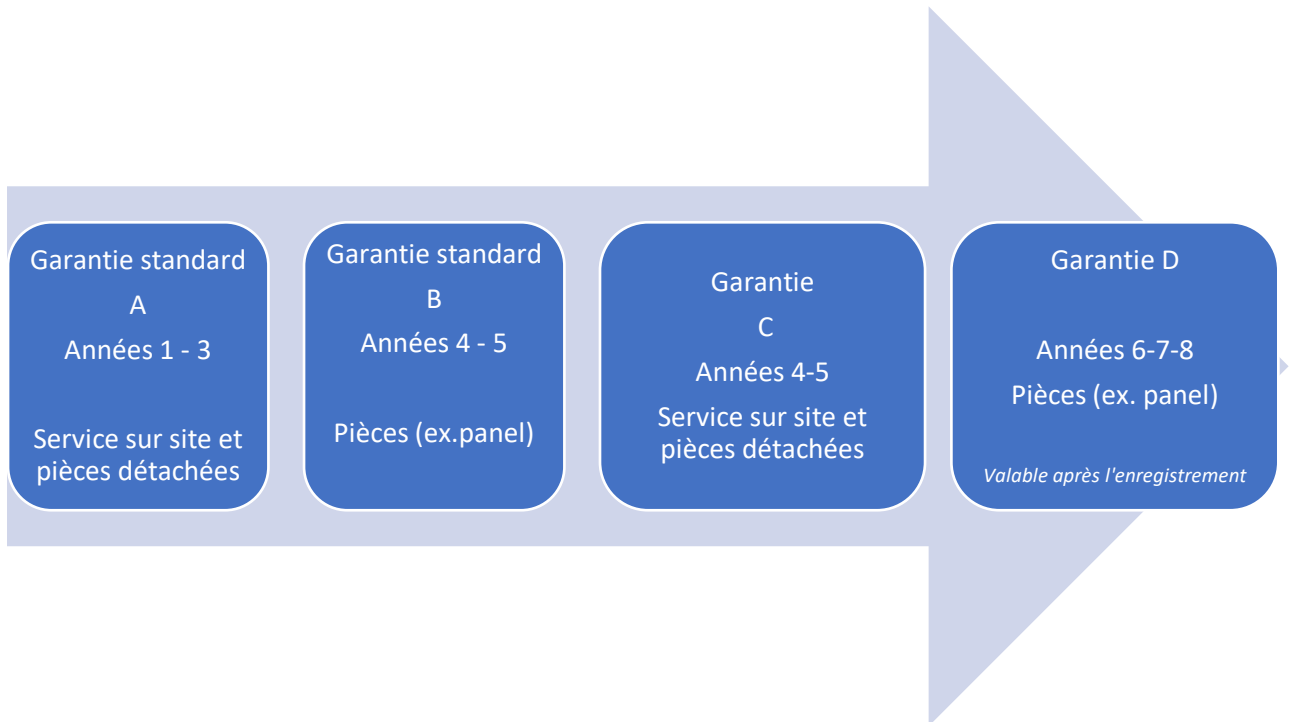 Garantie standard
A
Années 1 - 3
Service sur site et
pièces détachées
Garantie standard
B
Années 4 - 5
Pièces (ex.panel)
Garantie
C
Années 4-5
Service sur site et
pièces détachées
Garantie D
Années 6-7-8
Pièces (ex. panel)
Valable après l'enregistrement